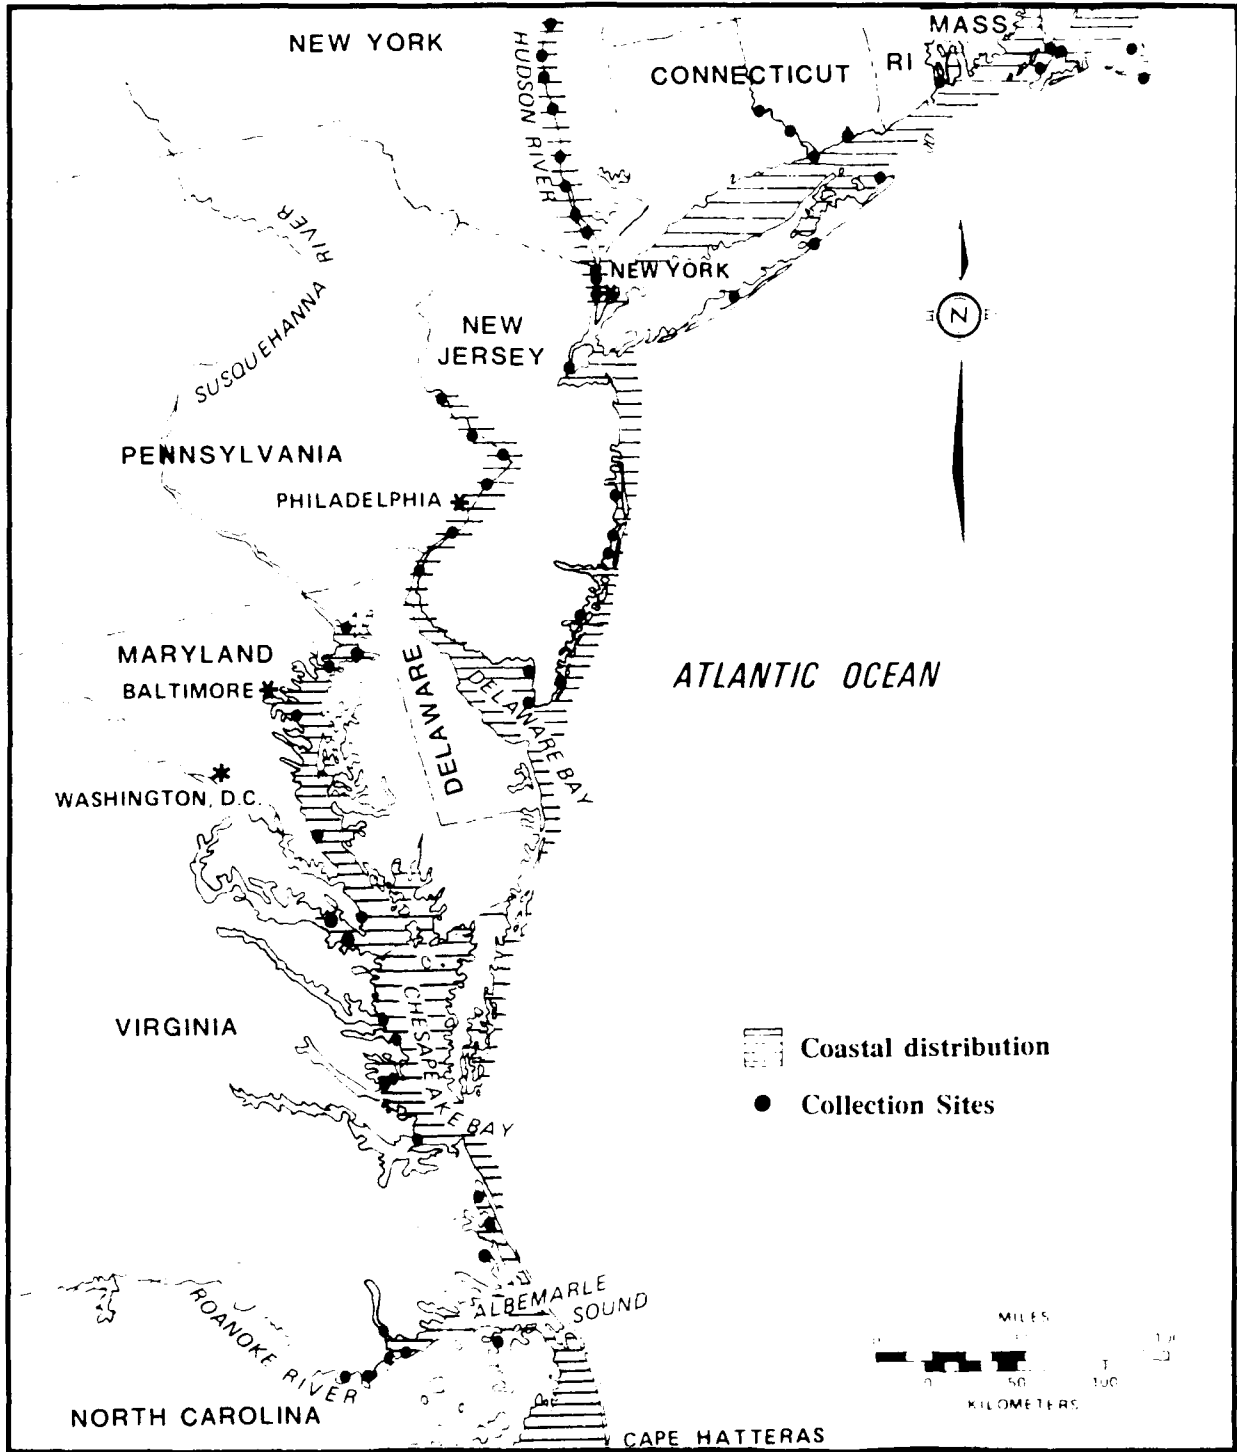 NEW YORK
HUDSON RIVER
CONNECTICUT
RI
MASS
NEW YORK
SUSQUEHANNA RIVER
NEW
JERSEY
N
PENNSYLVANIA
PHILADELPHIA
MARYLAND
BALTIMORE
DELAWARE
DELAWARE BAY
ATLANTIC OCEAN
WASHINGTON, D.C.
CHESAPEAKE BAY
VIRGINIA
Coastal distribution
Collection Sites
ALBEMARLE
SOUND
ROANOKE RIVER
NORTH CAROLINA
CAPE HATTERAS
MILES
0 50 100
KILOMETERS